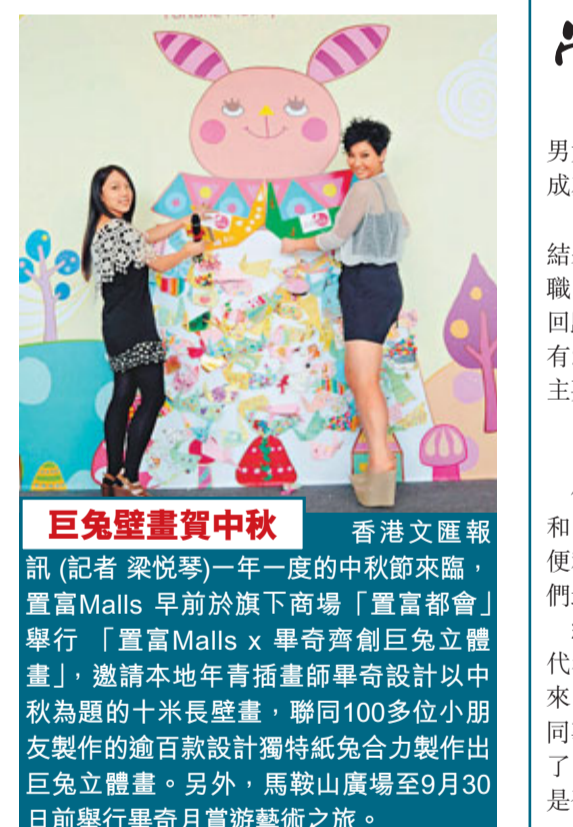 巨兔壁畫賀中秋
香港文匯報
訊 (記者 梁悅琴)一年一度的中秋節來臨，
置富Malls 早前於旗下商場「置富都會」
舉行 「置富Malls x 畢奇齊創巨兔立體
畫」，邀請本地年青插畫師畢奇設計以中
秋為題的十米長壁畫，聯同100多位小朋
友製作的逾百款設計獨特紙兔合力製作出
巨兔立體畫。另外，馬鞍山廣場至9月30
日前舉行畢奇月賞遊藝術之旅。
男
成
結
職
回
有
主
和
便
們
代
來
同
了
是